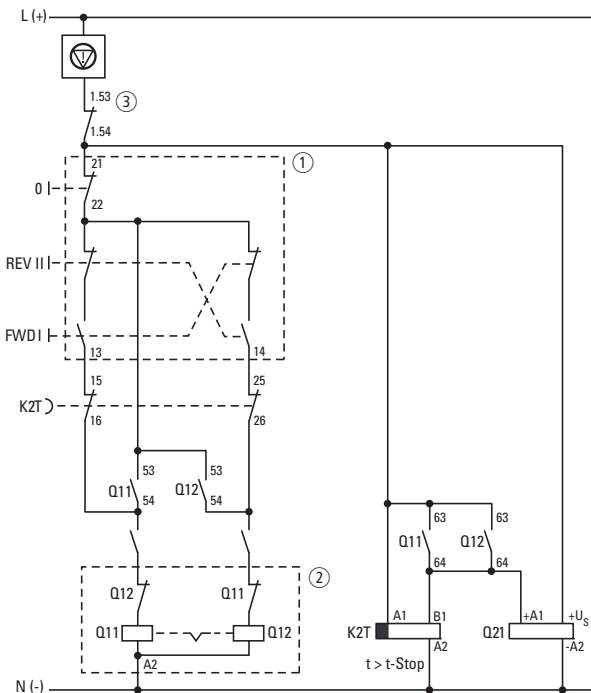 L (+)
1.53
③
1.54
21
①
0
22
REV II
FWD I
13
14
15
25
K2T
16
26
53
53
Q11
54
Q12
54
63
63
Q11
Q12
64
64
②
Q12
Q11
Q11
Q12
A2
A1
B1
K2T
A2
t > t-Stop
+A1
+US
Q21
-A2
N (-)